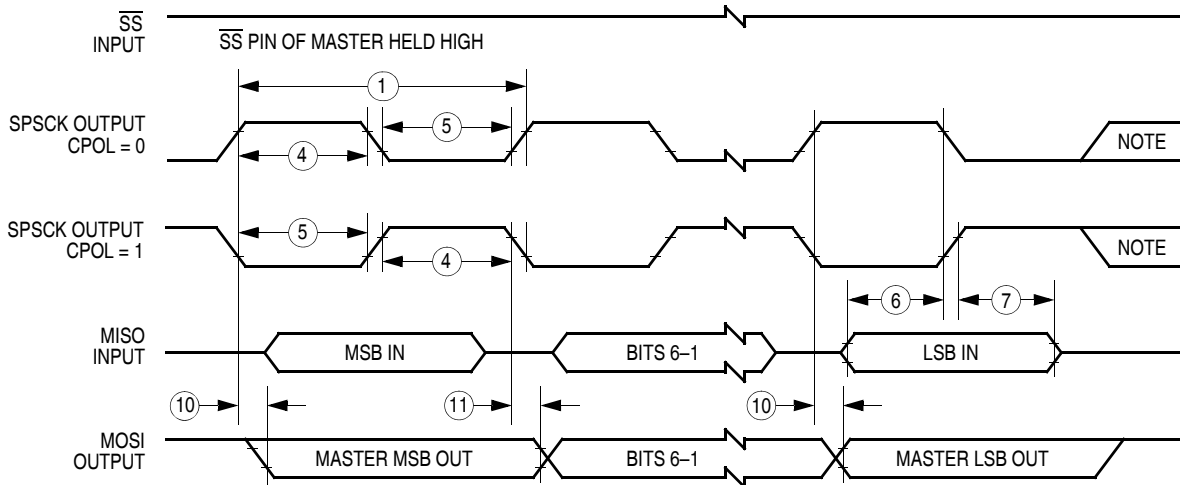 SS
INPUT
SS PIN OF MASTER HELD HIGH
1
SPSCK OUTPUT
CPOL = 0
5
4
NOTE
SPSCK OUTPUT
CPOL = 1
5
4
NOTE
6
7
MISO
INPUT
MSB IN
BITS 6–1
LSB IN
10
11
10
MOSI
OUTPUT
MASTER MSB OUT
BITS 6–1
MASTER LSB OUT